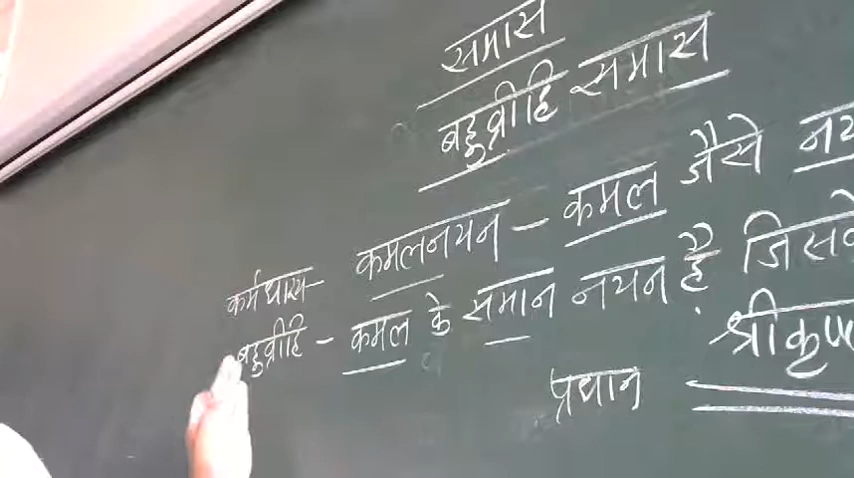 समास
बहुव्रीहि समास
कर्मधारय - कमलनयन - कमल जैसे नय
बहुव्रीहि - कमल के समान नयन है जिसके
श्रीकृष्ण
प्रधान